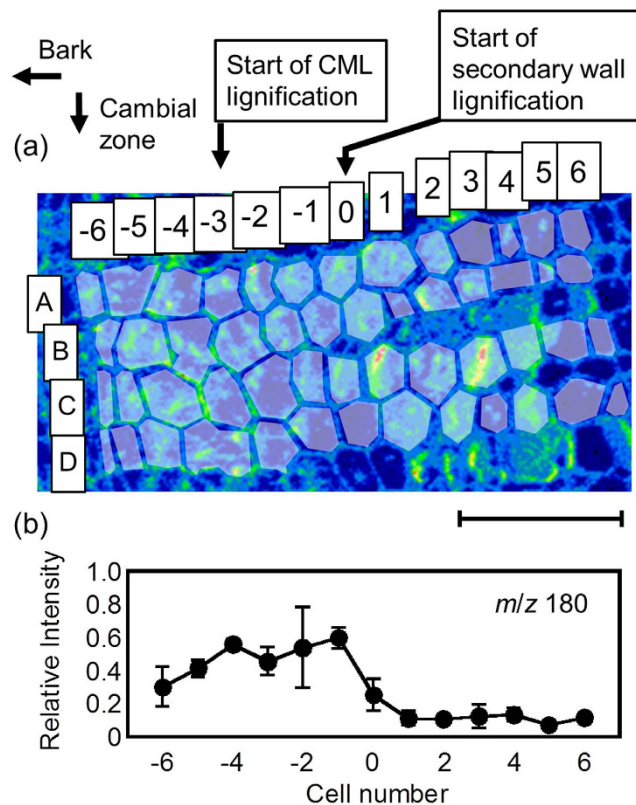 Bark
Cambial
zone
Start of CML
lignification
Start of
secondary wall
lignification
(a)
-6 -5 -4 -3 -2 -1 0 1 2 3 4 5 6
A
B
C
D
(b)
1.0
0.8
0.6
0.4
0.2
0
Relative Intensity
m/z 180
-6 -4 -2 0 2 4 6
Cell number